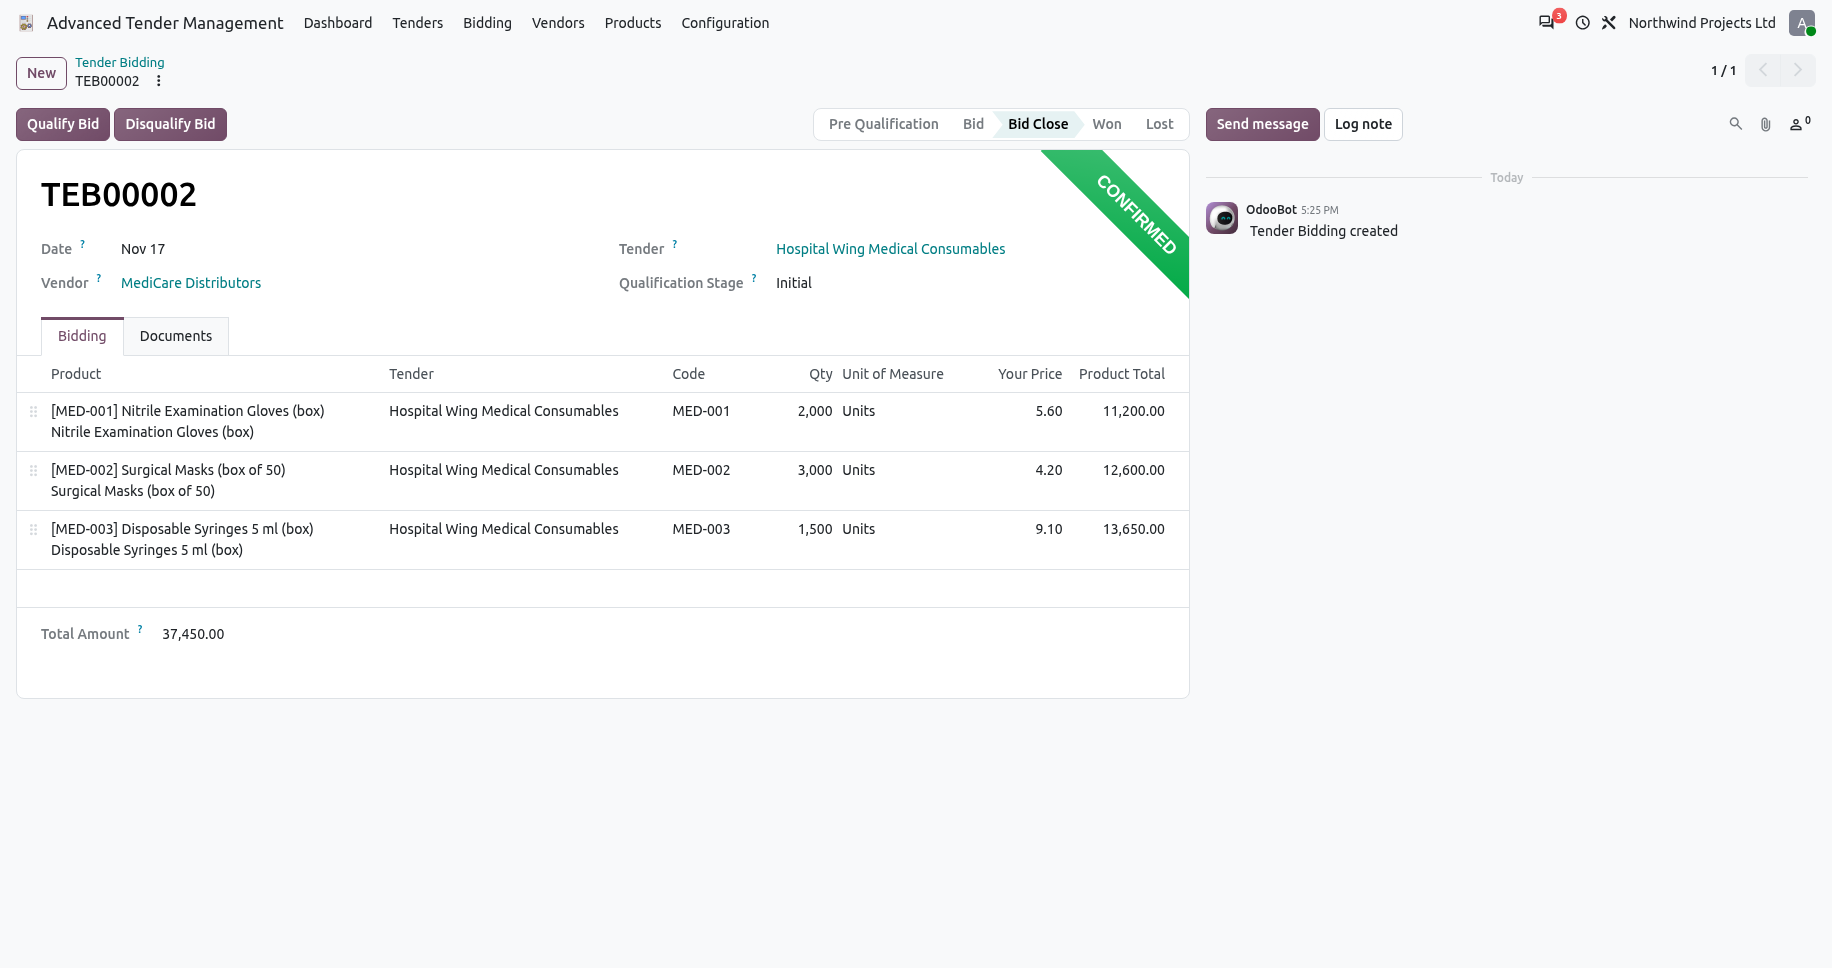 Advanced Tender Management Dashboard Tenders Bidding Vendors Products Configuration 3 Northwind Projects Ltd A
New Tender Bidding
TEB00002
1 / 1
Qualify Bid Disqualify Bid Pre Qualification Bid Bid Close Won Lost Send message Log note 0
TEB00002
CONFIRMED
Date ? Nov 17 Tender ? Hospital Wing Medical Consumables
Vendor ? MediCare Distributors Qualification Stage ? Initial
Bidding Documents
Product Tender Code Qty Unit of Measure Your Price Product Total
[MED-001] Nitrile Examination Gloves (box) Hospital Wing Medical Consumables MED-001 2,000 Units 5.60 11,200.00
Nitrile Examination Gloves (box)
[MED-002] Surgical Masks (box of 50) Hospital Wing Medical Consumables MED-002 3,000 Units 4.20 12,600.00
Surgical Masks (box of 50)
[MED-003] Disposable Syringes 5 ml (box) Hospital Wing Medical Consumables MED-003 1,500 Units 9.10 13,650.00
Disposable Syringes 5 ml (box)
Total Amount ? 37,450.00
Today
OdooBot 5:25 PM
Tender Bidding created